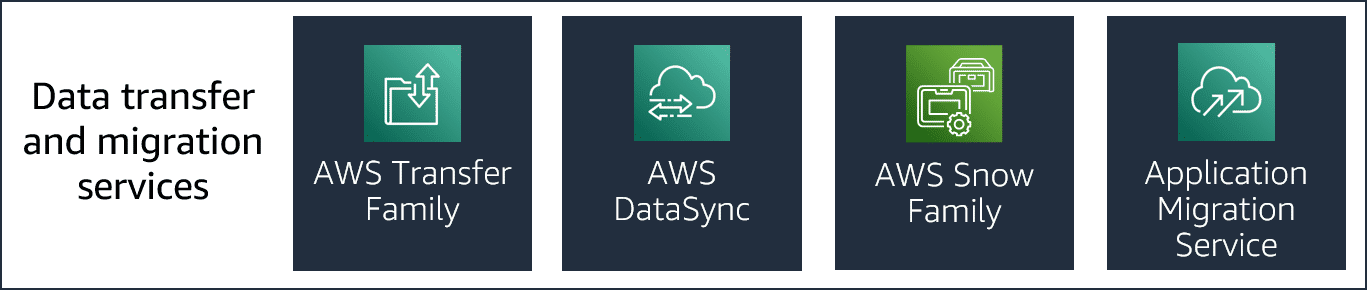 Data transfer
and migration
services
AWS Transfer
Family
AWS
DataSync
AWS Snow
Family
Application
Migration
Service